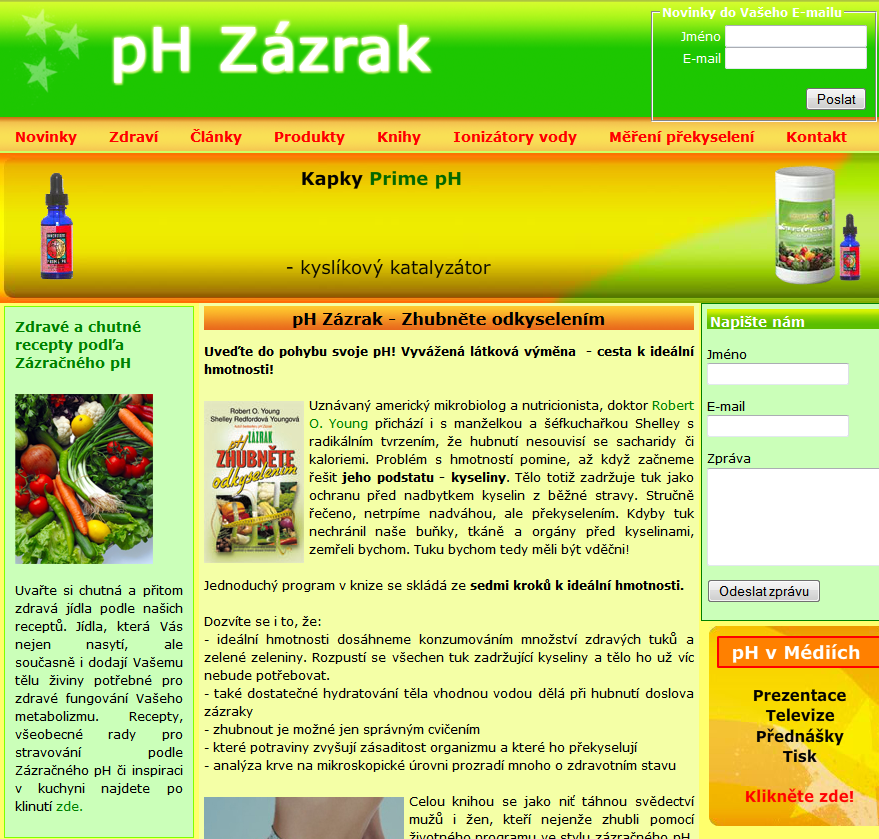 pH Zázrak
Novinky do Vašeho E-mailu
Jméno
E-mail
Poslat
Novinky Zdraví Články Produkty Knihy Ionizátory vody Měření překyselení Kontakt
Kapky Prime pH
- kyslíkový katalyzátor
Zdravé a chutné
recepty podľa
Zázračného pH
Uvařte si chutná a přitom
zdravá jídla podle našich
receptů. Jídla, která Vás
nejen nasytí, ale
současně i dodají Vašemu
tělu živiny potřebné pro
zdravé fungování Vašeho
metabolizmu. Recepty,
všeobecné rady pro
stravování podle
Zázračného pH či inspiraci
v kuchyni najdete po
klinutí zde.
pH Zázrak - Zhubněte odkyselením
Uveďte do pohybu svoje pH! Vyvážená látková výměna - cesta k ideální
hmotnosti!
Robert O. Young
Shelley Redfordová Youngová
pH ZÁZRAK
ZHUBNĚTE
odkyselením
Uznávaný americký mikrobiolog a nutricionista, doktor Robert
O. Young přichází i s manželkou a šéfkuchařkou Shelley s
radikálním tvrzením, že hubnutí nesouvisí se sacharidy či
kaloriemi. Problém s hmotností pomine, až když začneme
řešit jeho podstatu - kyseliny. Tělo totiž zadržuje tuk jako
ochranu před nadbytkem kyselin z běžné stravy. Stručně
řečeno, netrpíme nadváhou, ale překyselením. Kdyby tuk
nechránil naše buňky, tkáně a orgány před kyselinami,
zemřeli bychom. Tuku bychom tedy měli být vděční!
Jednoduchý program v knize se skládá ze sedmi kroků k ideální hmotnosti.
Dozvíte se i to, že:
- ideální hmotnosti dosáhneme konzumováním množství zdravých tuků a
zelené zeleniny. Rozpustí se všechen tuk zadržující kyseliny a tělo ho už víc
nebude potřebovat.
- také dostatečné hydratování těla vhodnou vodou dělá při hubnutí doslova
zázraky
- zhubnout je možné jen správným cvičením
- které potraviny zvyšují zásaditost organizmu a které ho překyselují
- analýza krve na mikroskopické úrovni prozradí mnoho o zdravotním stavu
Celou knihou se jako niť táhnou svědectví
mužů i žen, kteří nejenže zhubli pomocí
životného programu ve stylu zázračného pH,
Napište nám
Jméno
E-mail
Zpráva
Odeslat zprávu
pH v Médiích
Prezentace
Televize
Přednášky
Tisk
Klikněte zde!